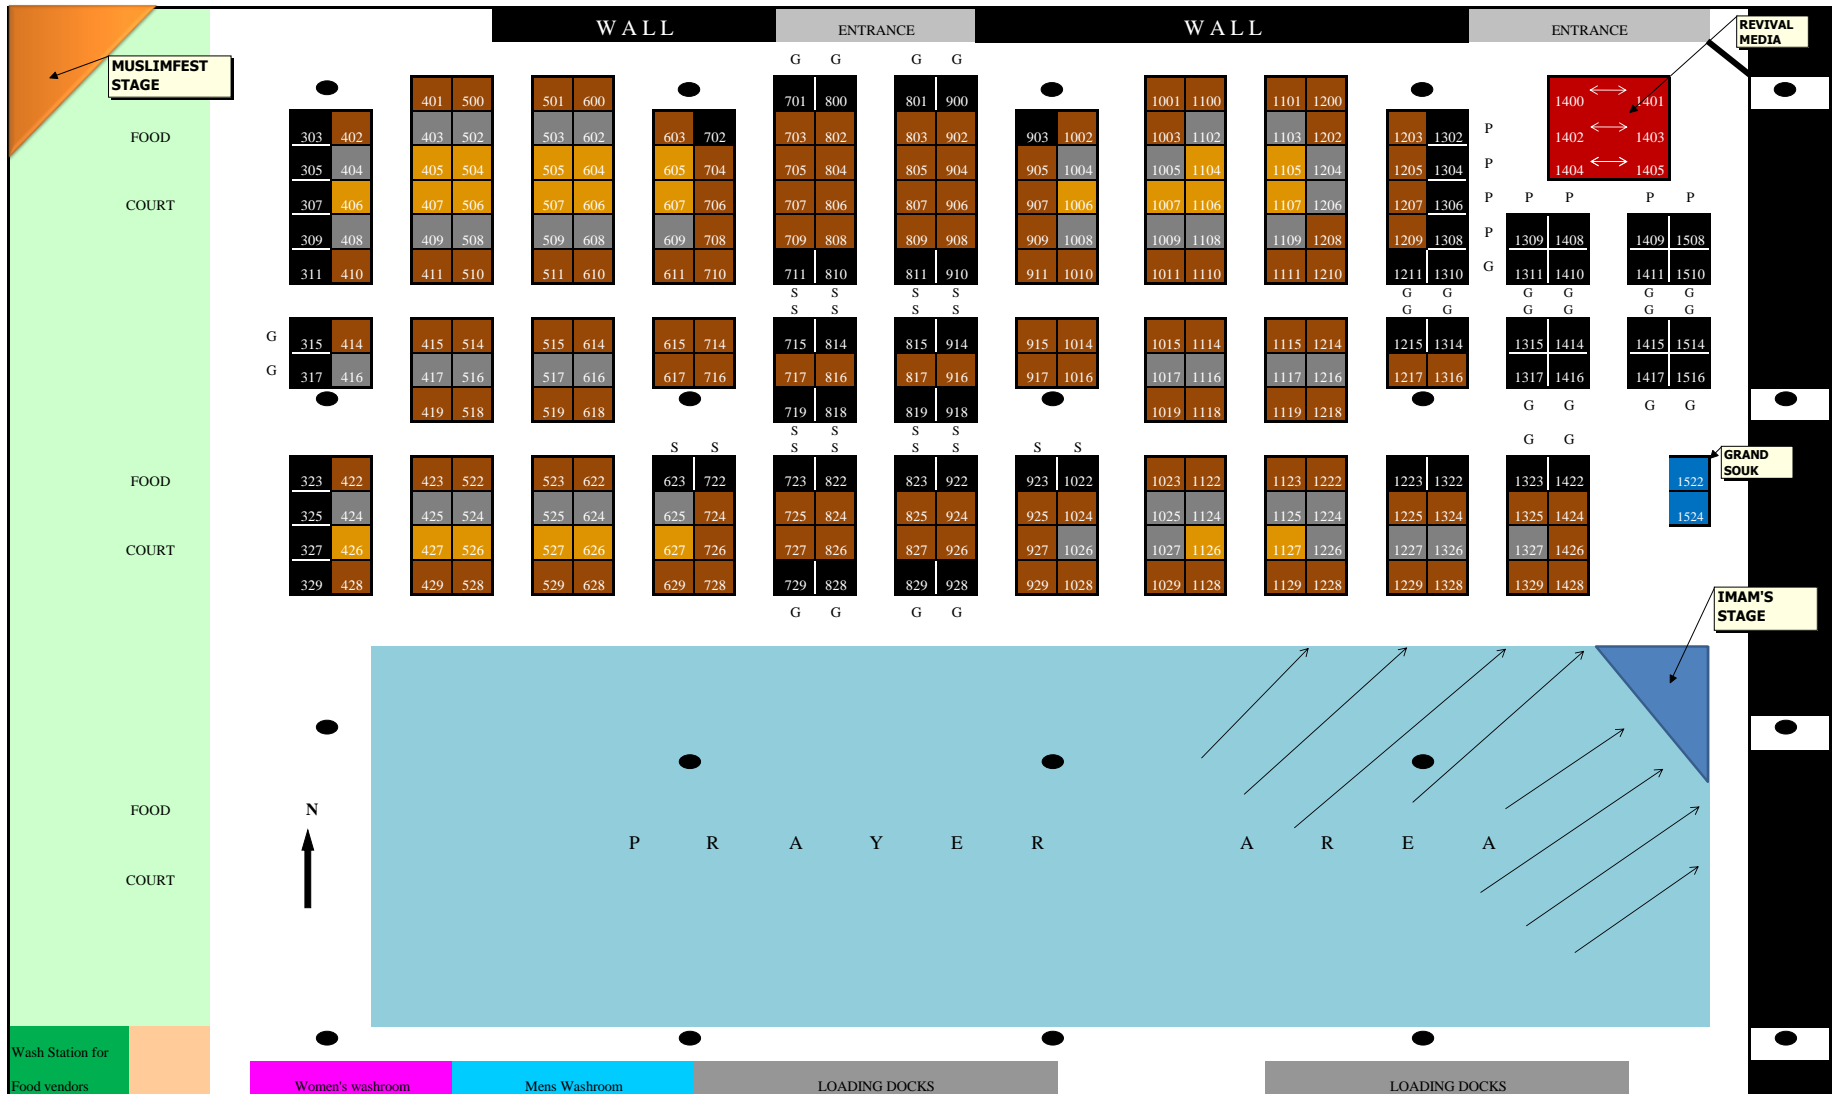 W A L L ENTRANCE W A L L ENTRANCE
REVIVAL
MEDIA
MUSLIMFEST
STAGE
G G G G
401 500 501 600 701 800 801 900 1001 1100 1101 1200 1400 1401
FOOD 303 402 403 502 503 602 603 702 703 802 803 902 903 1002 1003 1102 1103 1202 1203 1302 P 1402 1403
305 404 405 504 505 604 605 704 705 804 805 904 905 1004 1005 1104 1105 1204 1205 1304 P 1404 1405
COURT 307 406 407 506 507 606 607 706 707 806 807 906 907 1006 1007 1106 1107 1206 1207 1306 P P P P P
309 408 409 508 509 608 609 708 709 808 809 908 909 1008 1009 1108 1109 1208 1209 1308 P 1309 1408 1409 1508
311 410 411 510 511 610 611 710 711 810 811 910 911 1010 1011 1110 1111 1210 1211 1310 G 1311 1410 1411 1510
S S S S G G G G G G
S S S S G G G G G G
G 315 414 415 514 515 614 615 714 715 814 815 914 915 1014 1015 1114 1115 1214 1215 1314 1315 1414 1415 1514
G 317 416 417 516 517 616 617 716 717 816 817 916 917 1016 1017 1116 1117 1216 1217 1316 1317 1416 1417 1516
419 518 519 618 719 818 819 918 1019 1118 1119 1218 G G G G
S S S S G G
S S S S S S S S
GRAND
SOUK
FOOD 323 422 423 522 523 622 623 722 723 822 823 922 923 1022 1023 1122 1123 1222 1223 1322 1323 1422 1522
325 424 425 524 525 624 625 724 725 824 825 924 925 1024 1025 1124 1125 1224 1225 1324 1325 1424 1524
COURT 327 426 427 526 527 626 627 726 727 826 827 926 927 1026 1027 1126 1127 1226 1227 1326 1327 1426
329 428 429 528 529 628 629 728 729 828 829 928 929 1028 1029 1128 1129 1228 1229 1328 1329 1428
G G G G
IMAM'S
STAGE
FOOD N
P R A Y E R A R E A
COURT
Wash Station for
Food vendors Women's washroom Mens Washroom LOADING DOCKS LOADING DOCKS